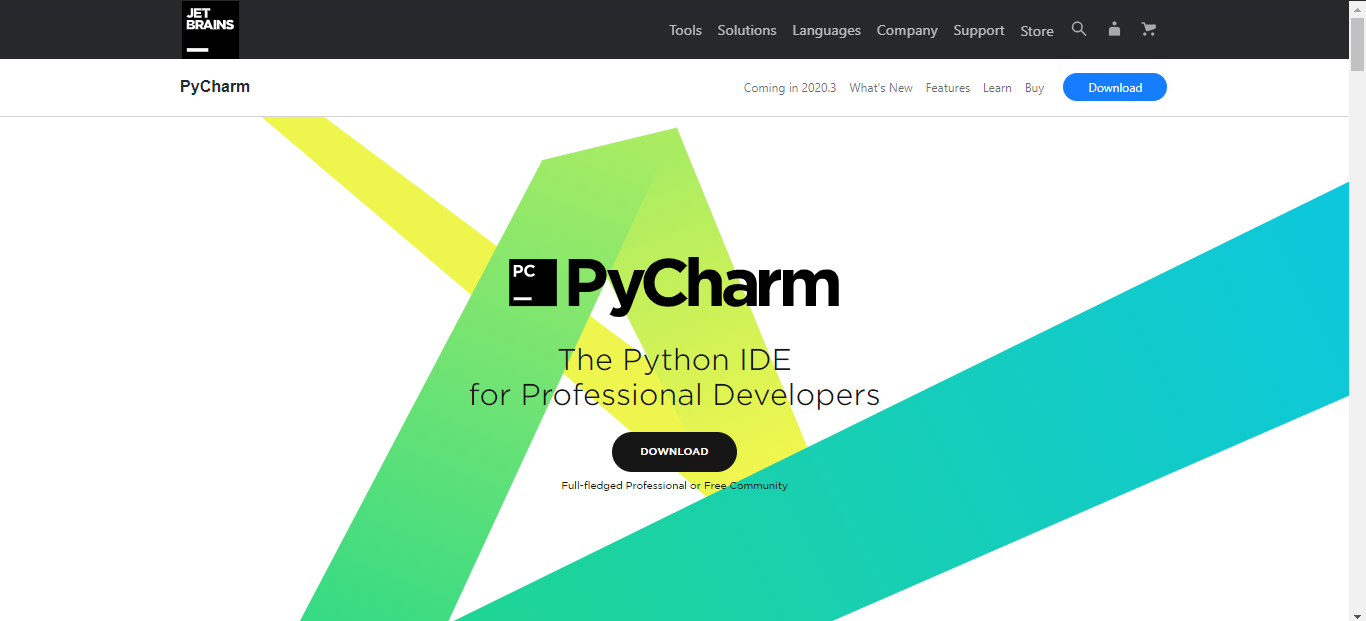 JET
BRAINS
Tools Solutions Languages Company Support Store
PyCharm
Coming in 2020.3 What's New Features Learn Buy Download
PC
PyCharm
The Python IDE
for Professional Developers
DOWNLOAD
Full-fledged Professional or Free Community